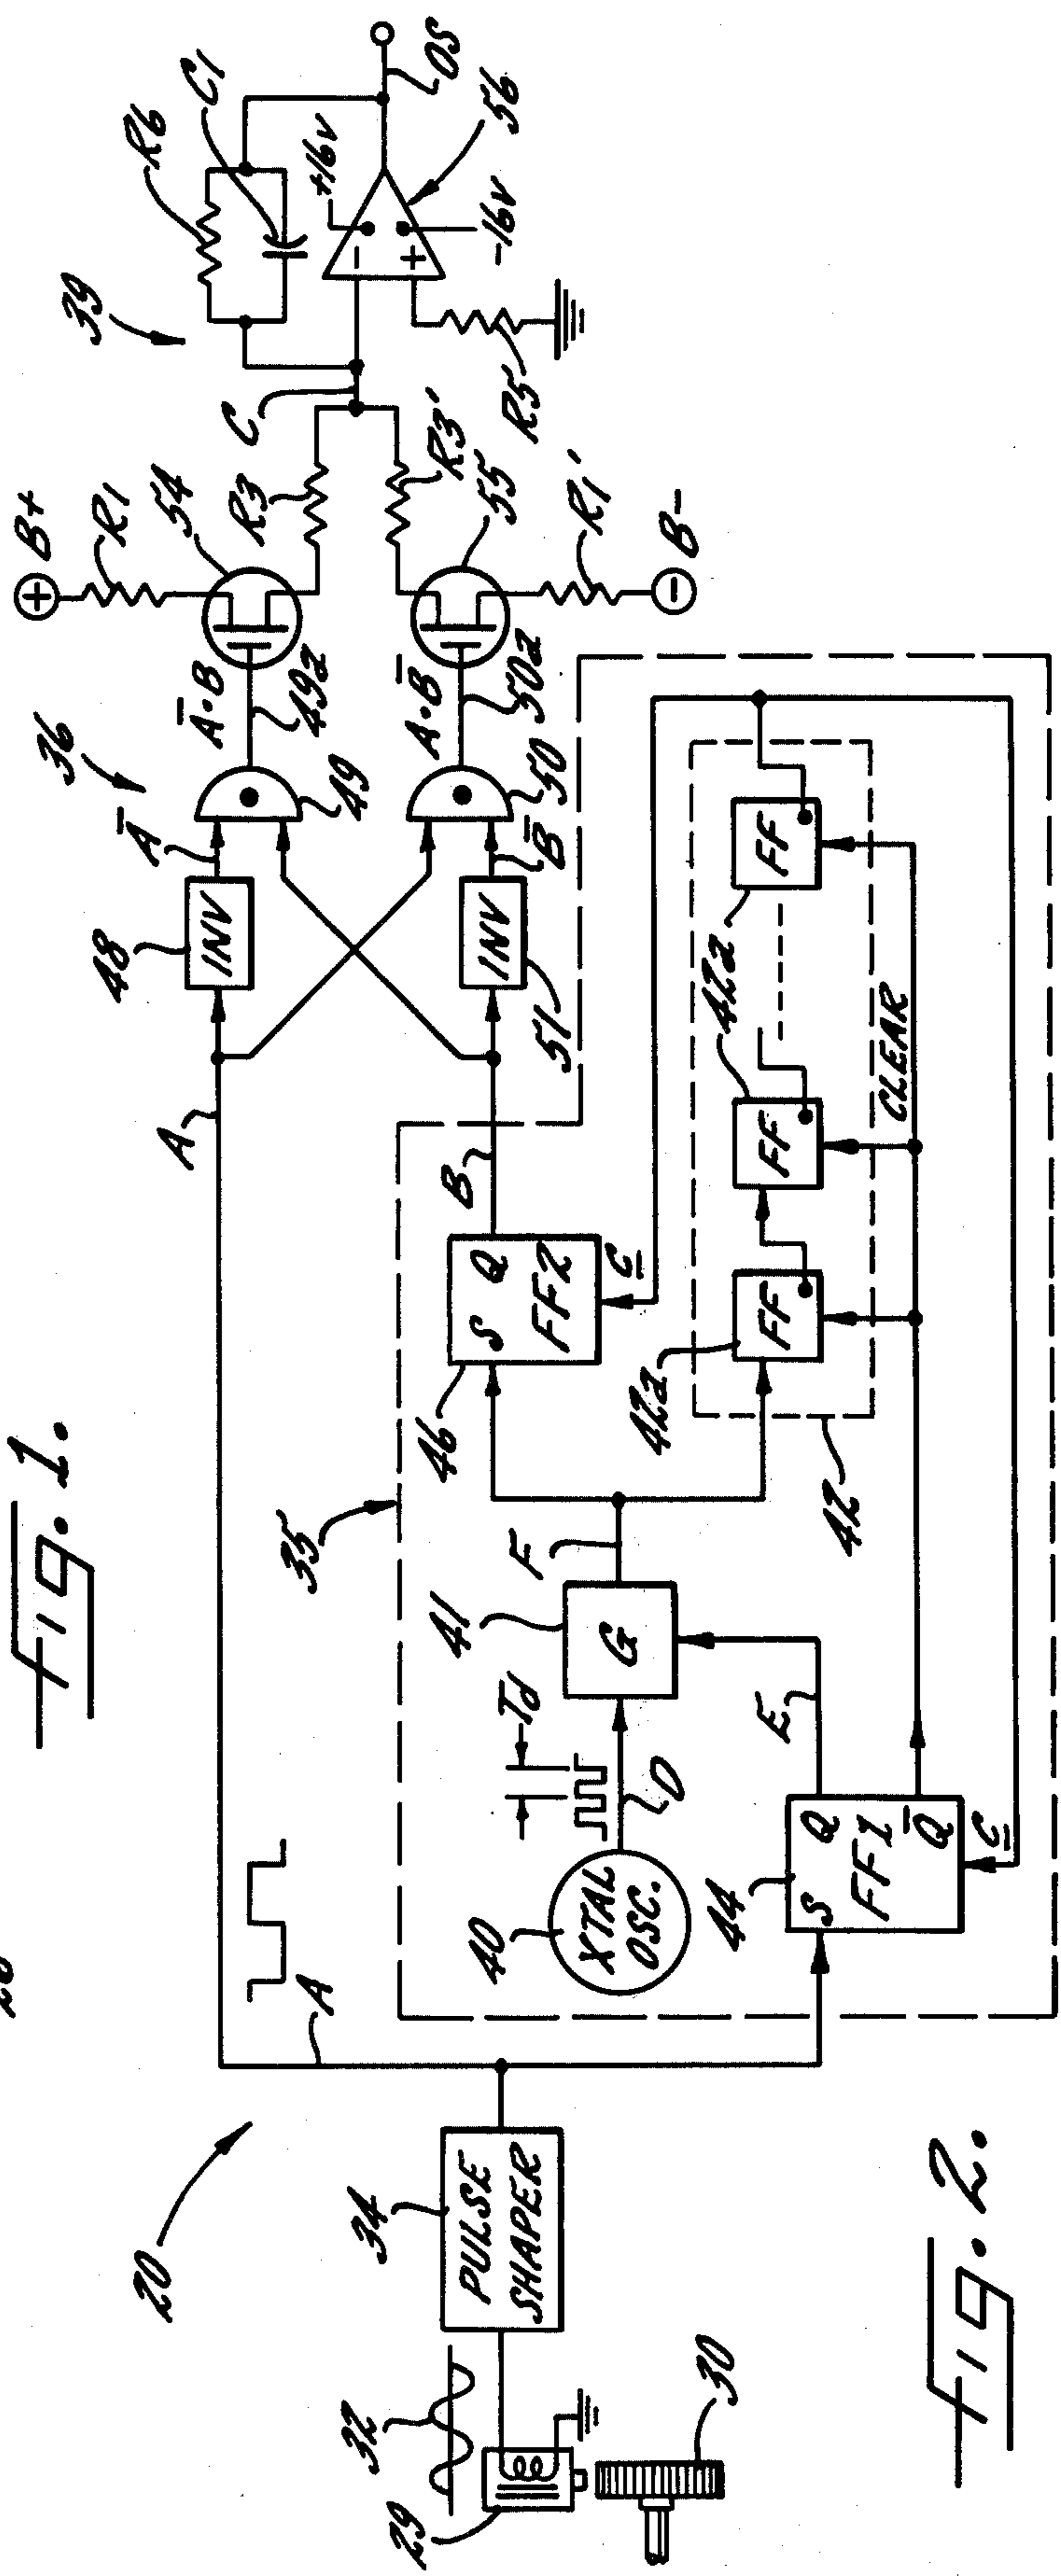 Fig. 1.
20
29
32
30
34
PULSE
SHAPER
A
A
35
40
XTAL
OSC.
D
Td
41
G
E
F
44
S Q
FF1
Q̅
C
46
S Q
FF2
C
B
42
42a
FF
FF
42a
FF
CLEAR
48
INV
A̅
36
49
A̅·B
49a
INV
51
B̅
50
A·B̅
50a
B+
R1
54
R3
R3'
55
R1'
B-
C
39
R6
C1
+16V
-16V
R5
56
OS
Fig. 2.